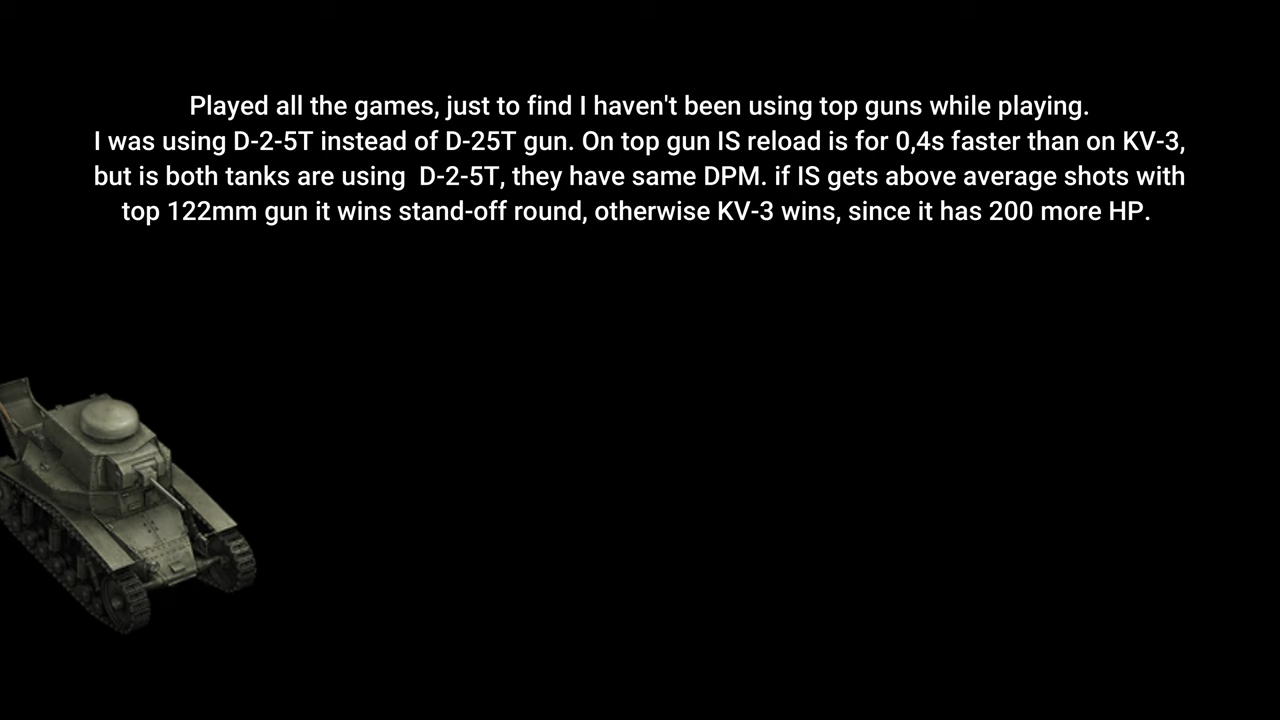 Played all the games, just to find I haven't been using top guns while playing.
I was using D-2-5T instead of D-25T gun. On top gun IS reload is for 0,4s faster than on KV-3,
but is both tanks are using  D-2-5T, they have same DPM. if IS gets above average shots with
top 122mm gun it wins stand-off round, otherwise KV-3 wins, since it has 200 more HP.